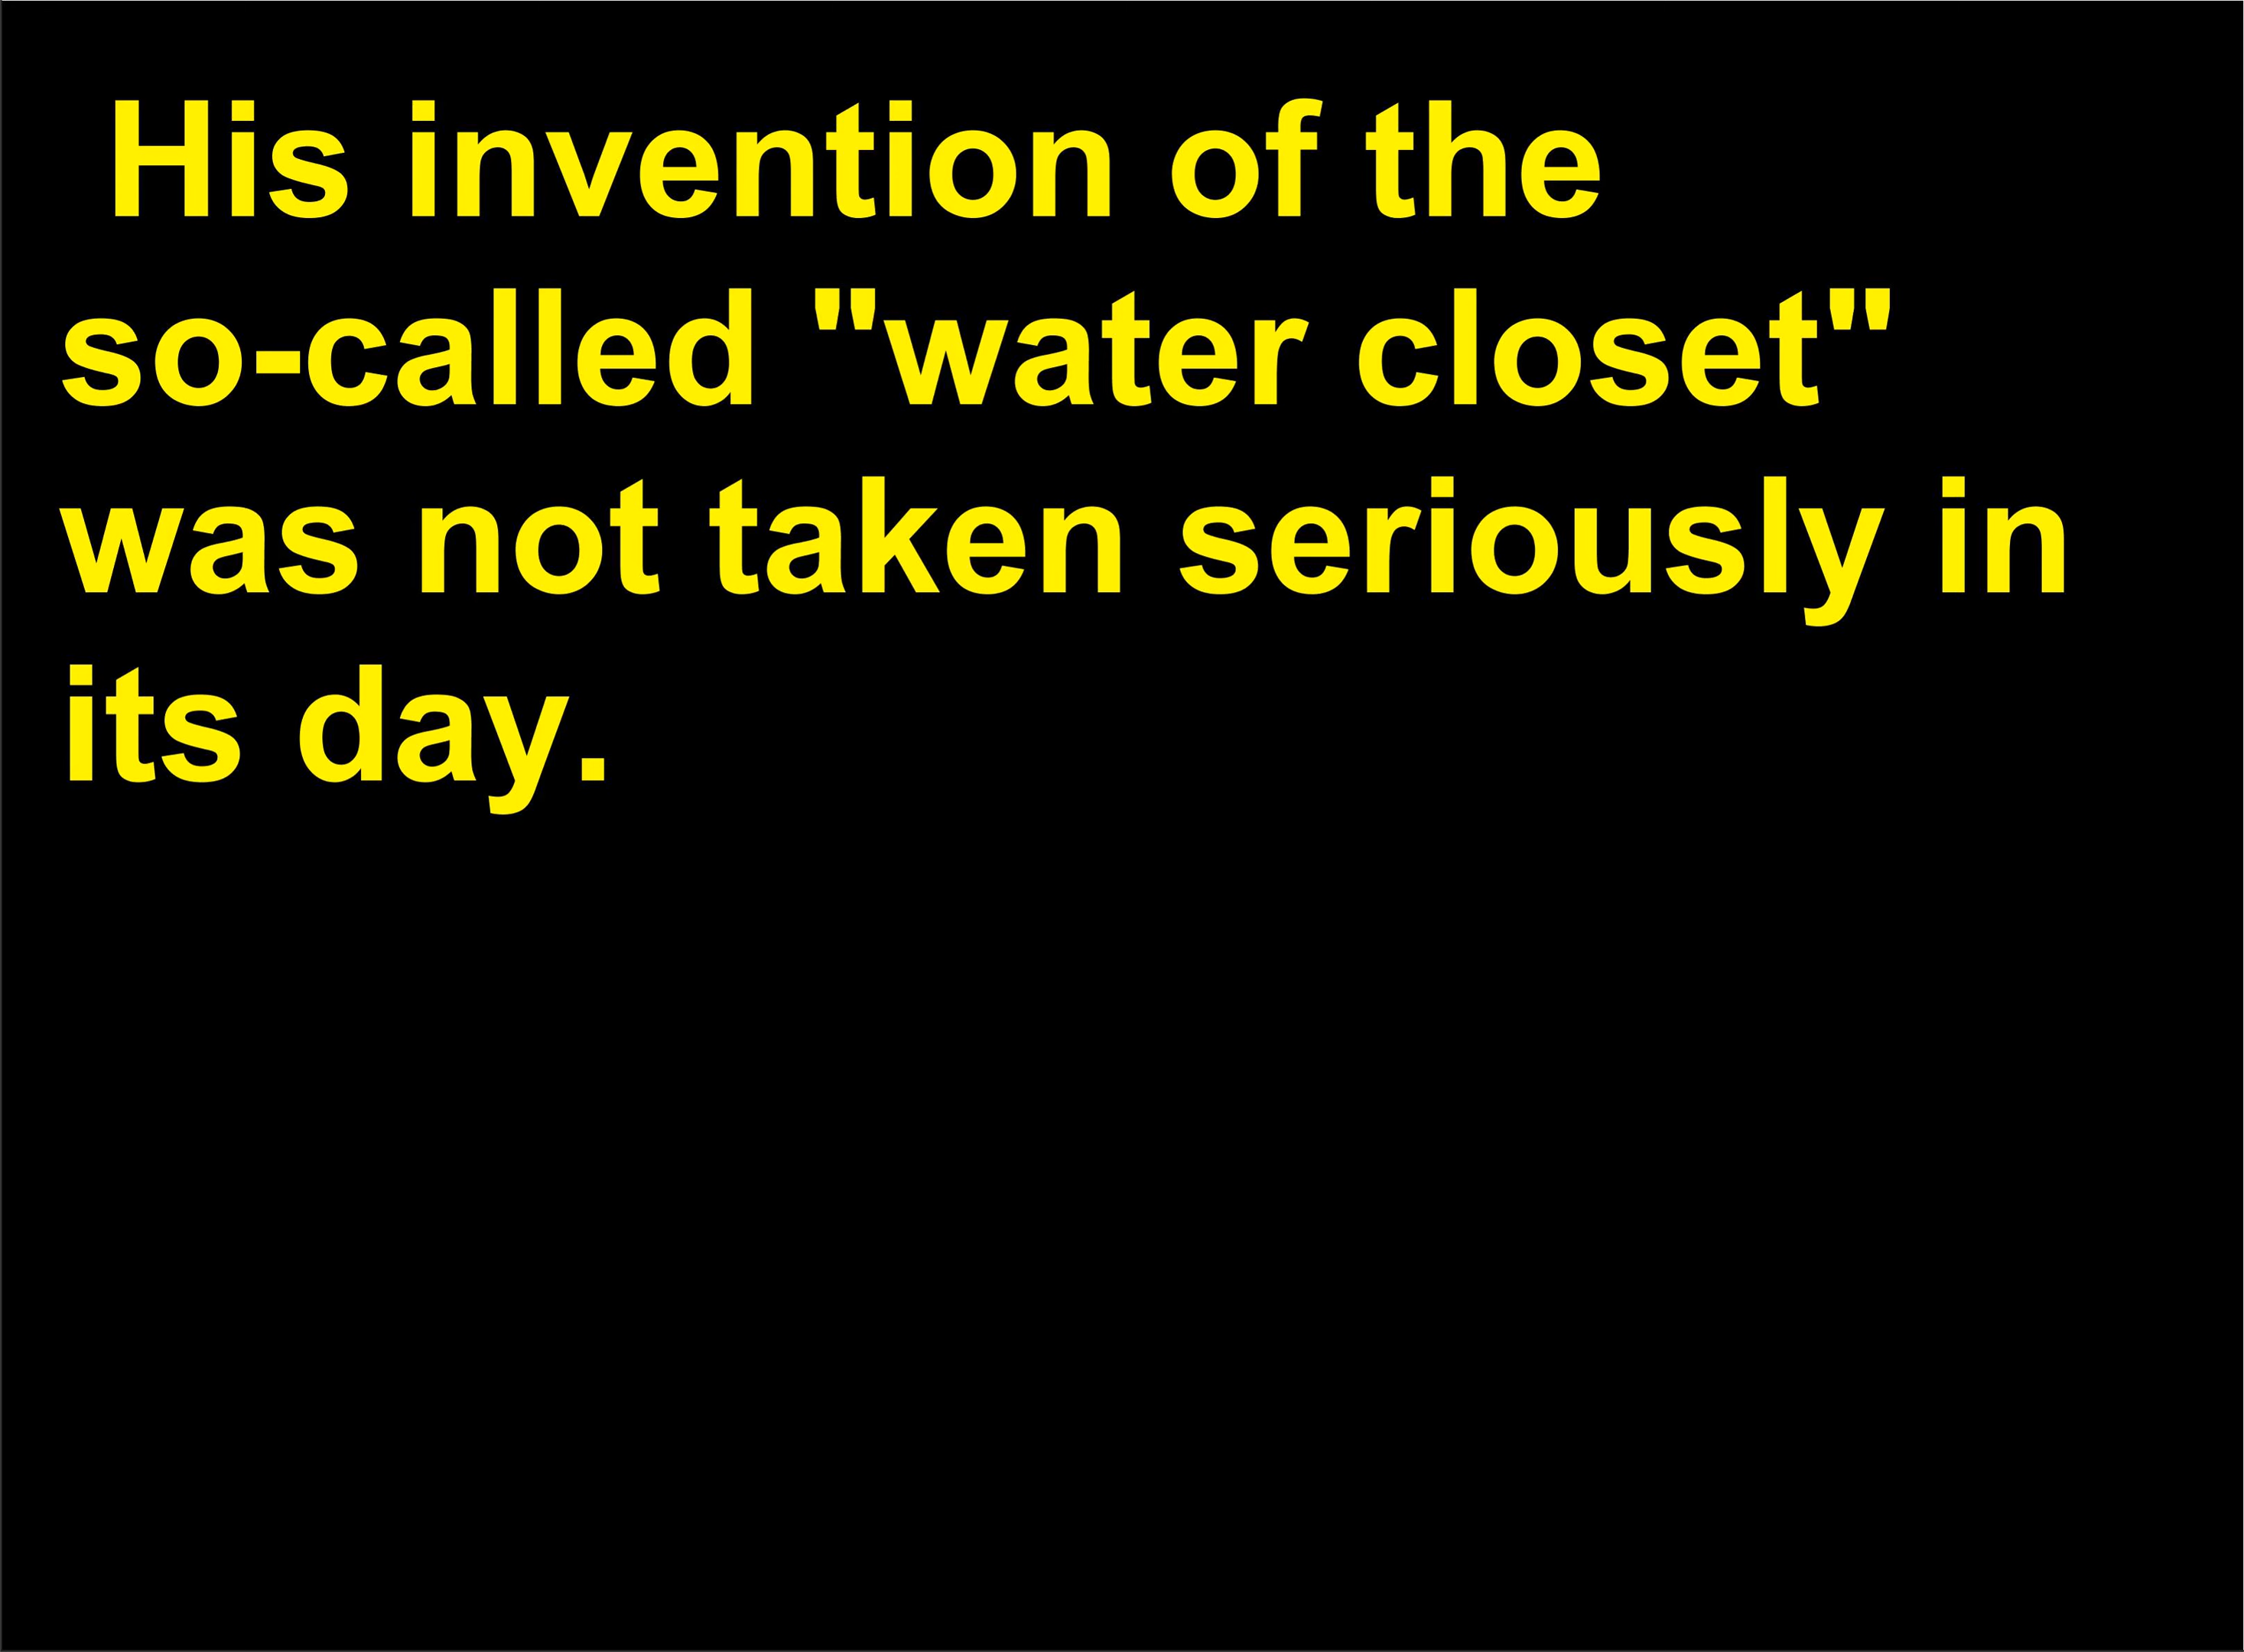 His invention of the
so-called "water closet"
was not taken seriously in
its day.